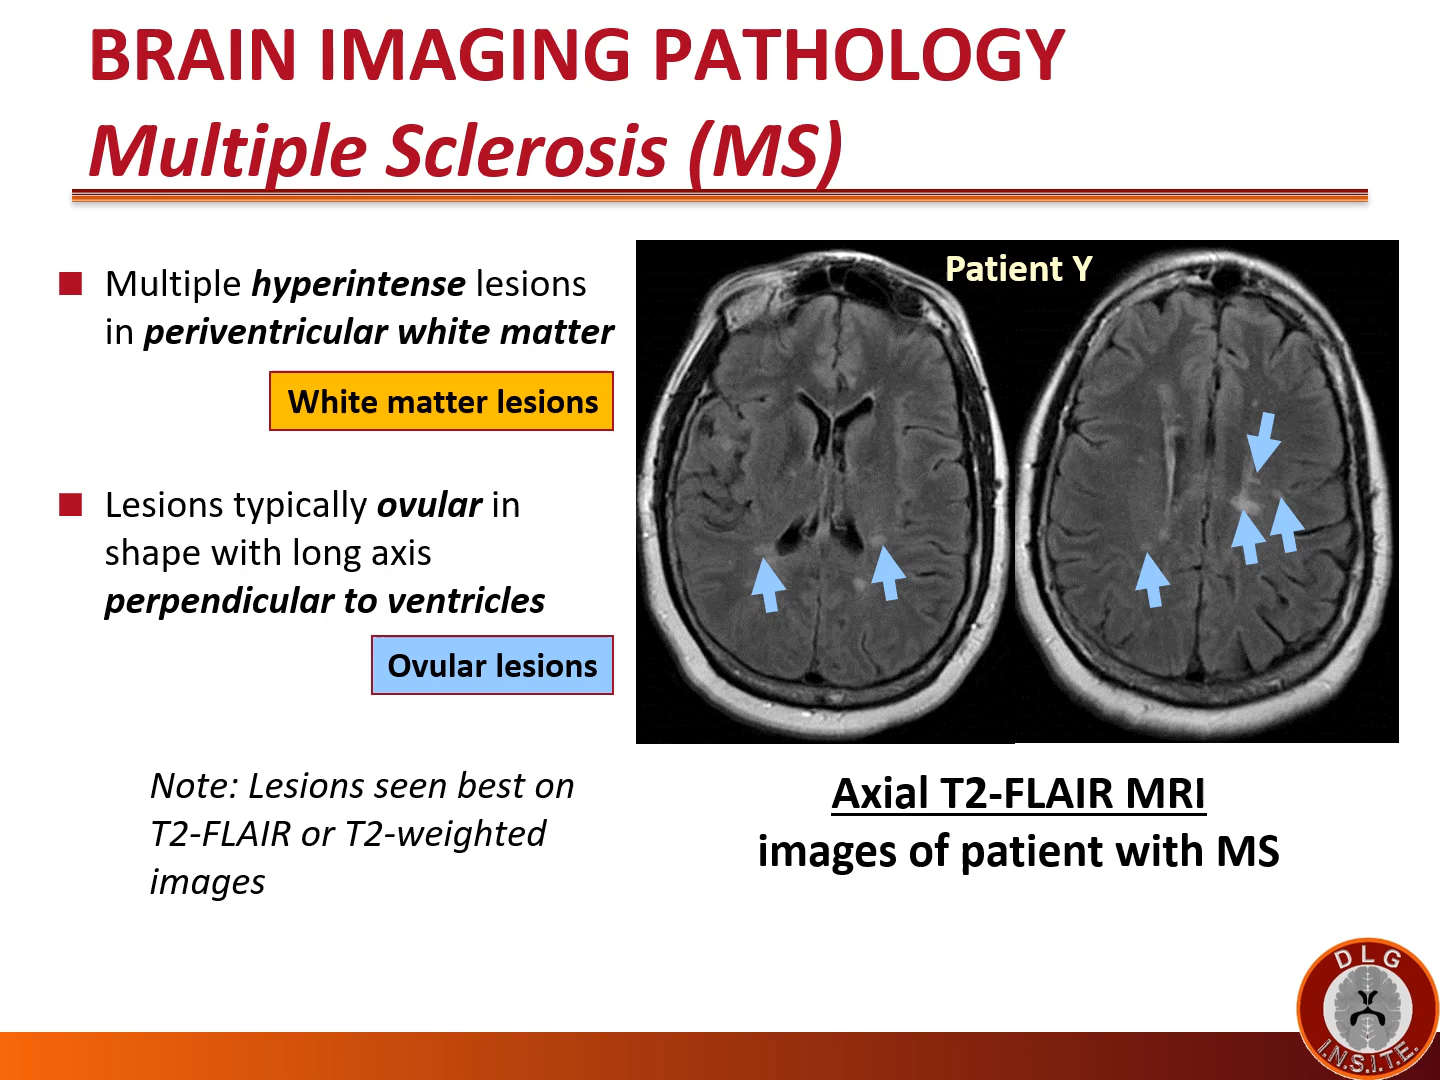 BRAIN IMAGING PATHOLOGY
Multiple Sclerosis (MS)
Multiple hyperintense lesions
in periventricular white matter
White matter lesions
Lesions typically ovular in
shape with long axis
perpendicular to ventricles
Ovular lesions
Note: Lesions seen best on
T2-FLAIR or T2-weighted
images
Patient Y
Axial T2-FLAIR MRI
images of patient with MS
DLG
I.N.S.I.T.E.